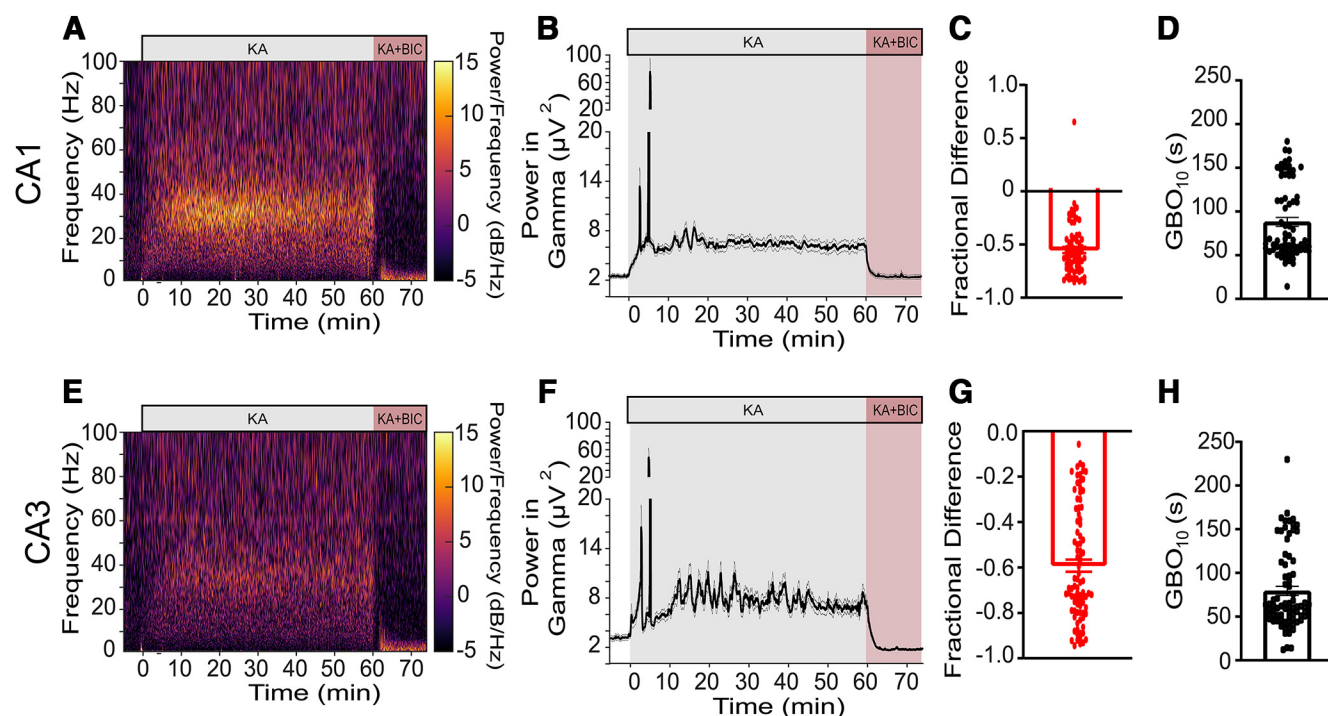 A
KA
KA+BIC
CA1
Frequency (Hz)
100
80
60
40
20
0
0 10 20 30 40 50 60 70
Time (min)
15
10
5
0
-5
Power/Frequency (dB/Hz)
B
KA
KA+BIC
Power in
Gamma (µV²)
100
80
60
40
20
20
14
8
2
0 10 20 30 40 50 60 70
Time (min)
C
Fractional Difference
1.0
0.5
0
-0.5
-1.0
D
GBO₁₀ (s)
250
200
150
100
50
0
E
KA
KA+BIC
CA3
Frequency (Hz)
100
80
60
40
20
0
0 10 20 30 40 50 60 70
Time (min)
15
10
5
0
-5
Power/Frequency (dB/Hz)
F
KA
KA+BIC
Power in
Gamma (µV²)
100
80
60
40
20
20
14
8
2
0 10 20 30 40 50 60 70
Time (min)
G
Fractional Difference
0.0
-0.2
-0.4
-0.6
-0.8
-1.0
H
GBO₁₀ (s)
250
200
150
100
50
0